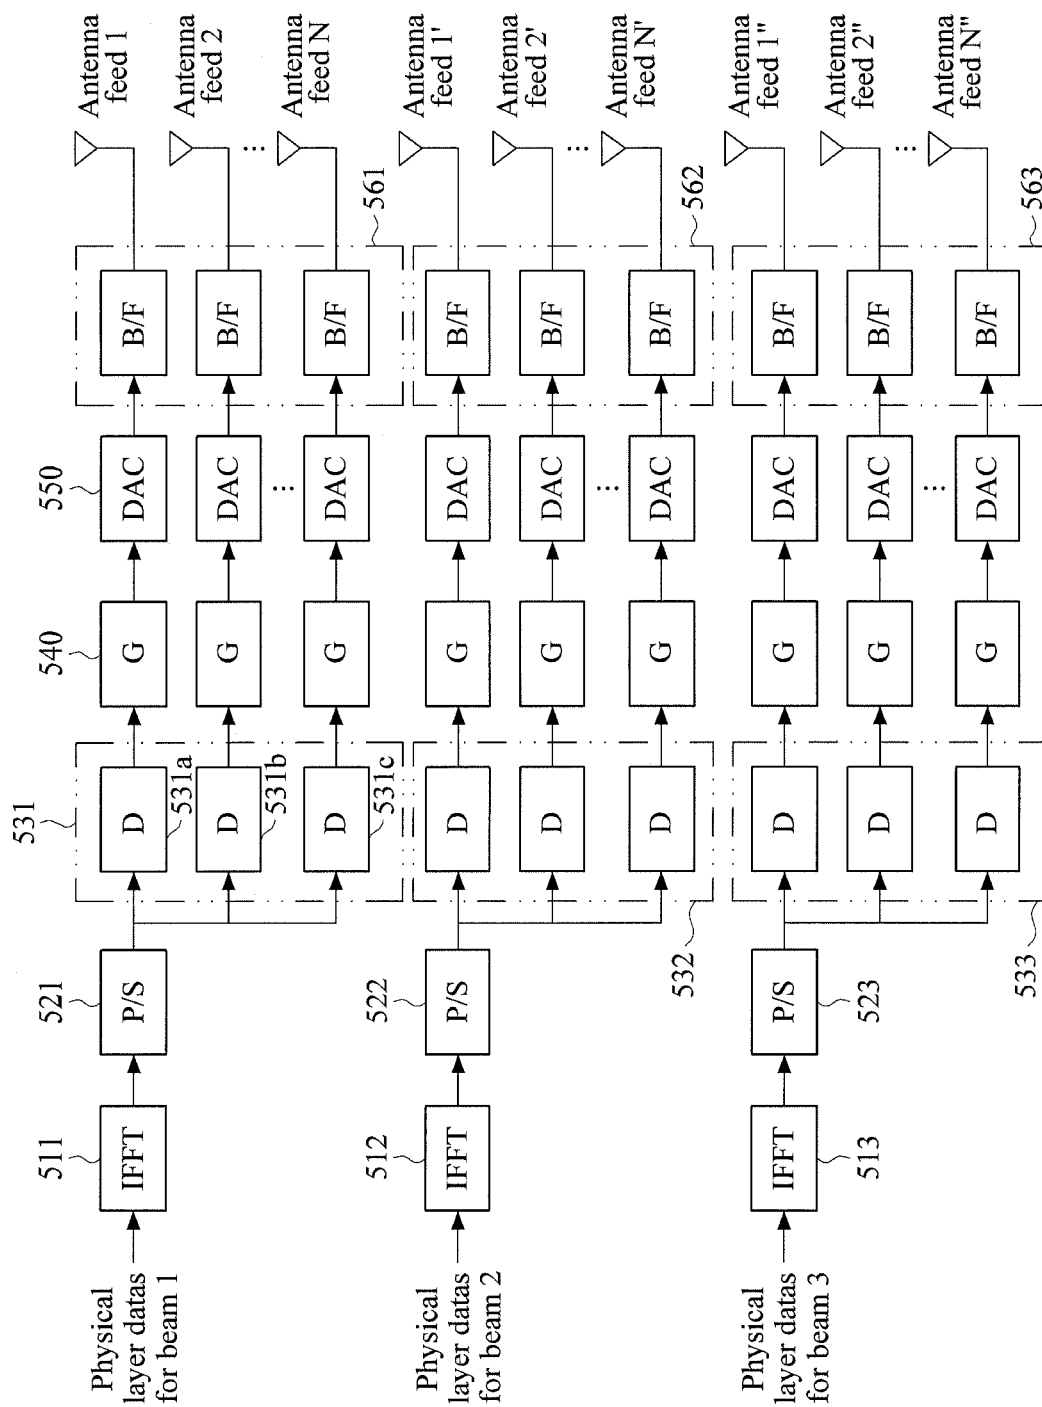 Physical
layer datas
for beam 1
511
IFFT
521
P/S
531
D
531a
D
531b
D
531c
540
G
G
G
550
DAC
DAC
...
DAC
B/F
B/F
B/F
561
Antenna
feed 1
Antenna
feed 2
...
Antenna
feed N
Physical
layer datas
for beam 2
512
IFFT
522
P/S
532
D
D
D
G
G
G
DAC
DAC
...
DAC
B/F
B/F
B/F
562
Antenna
feed 1'
Antenna
feed 2'
...
Antenna
feed N'
Physical
layer datas
for beam 3
513
IFFT
523
P/S
533
D
D
D
G
G
G
DAC
DAC
...
DAC
B/F
B/F
B/F
563
Antenna
feed 1"
Antenna
feed 2"
...
Antenna
feed N"